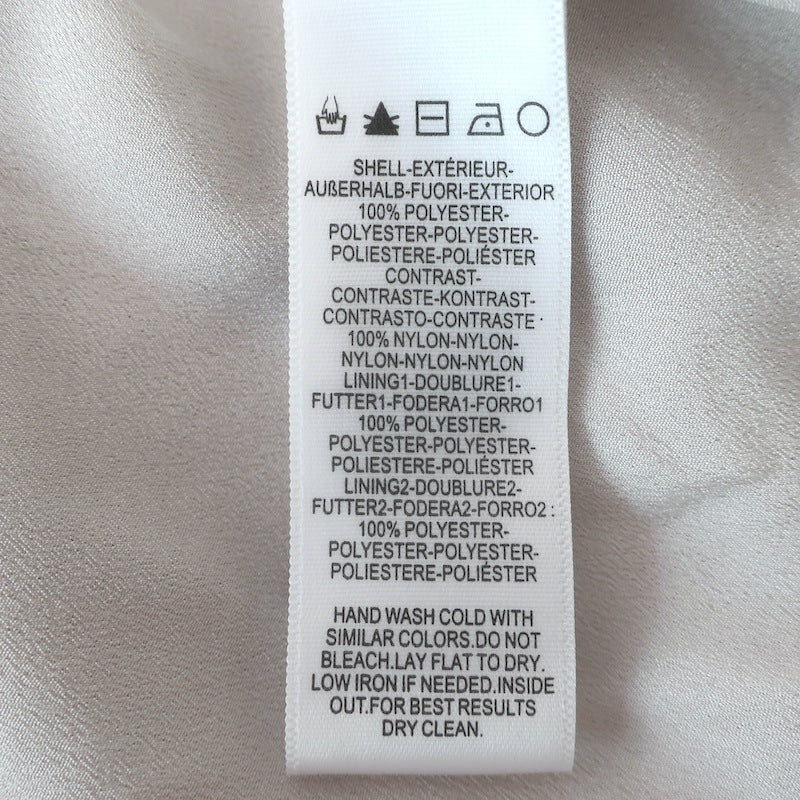 SHELL-EXTÉRIEUR-
AUßERHALB-FUORI-EXTERIOR
100% POLYESTER-
POLYESTER-POLYESTER-
POLIESTERE-POLIÉSTER
CONTRAST-
CONTRASTE-KONTRAST-
CONTRASTO-CONTRASTE
100% NYLON-NYLON-
NYLON-NYLON-NYLON
LINING1-DOUBLURE1-
FUTTER1-FODERA1-FORRO1
100% POLYESTER-
POLYESTER-POLYESTER-
POLIESTERE-POLIÉSTER
LINING2-DOUBLURE2-
FUTTER2-FODERA2-FORRO2 :
100% POLYESTER-
POLYESTER-POLYESTER-
POLIESTERE-POLIÉSTER
HAND WASH COLD WITH
SIMILAR COLORS.DO NOT
BLEACH.LAY FLAT TO DRY.
LOW IRON IF NEEDED.INSIDE
OUT.FOR BEST RESULTS
DRY CLEAN.